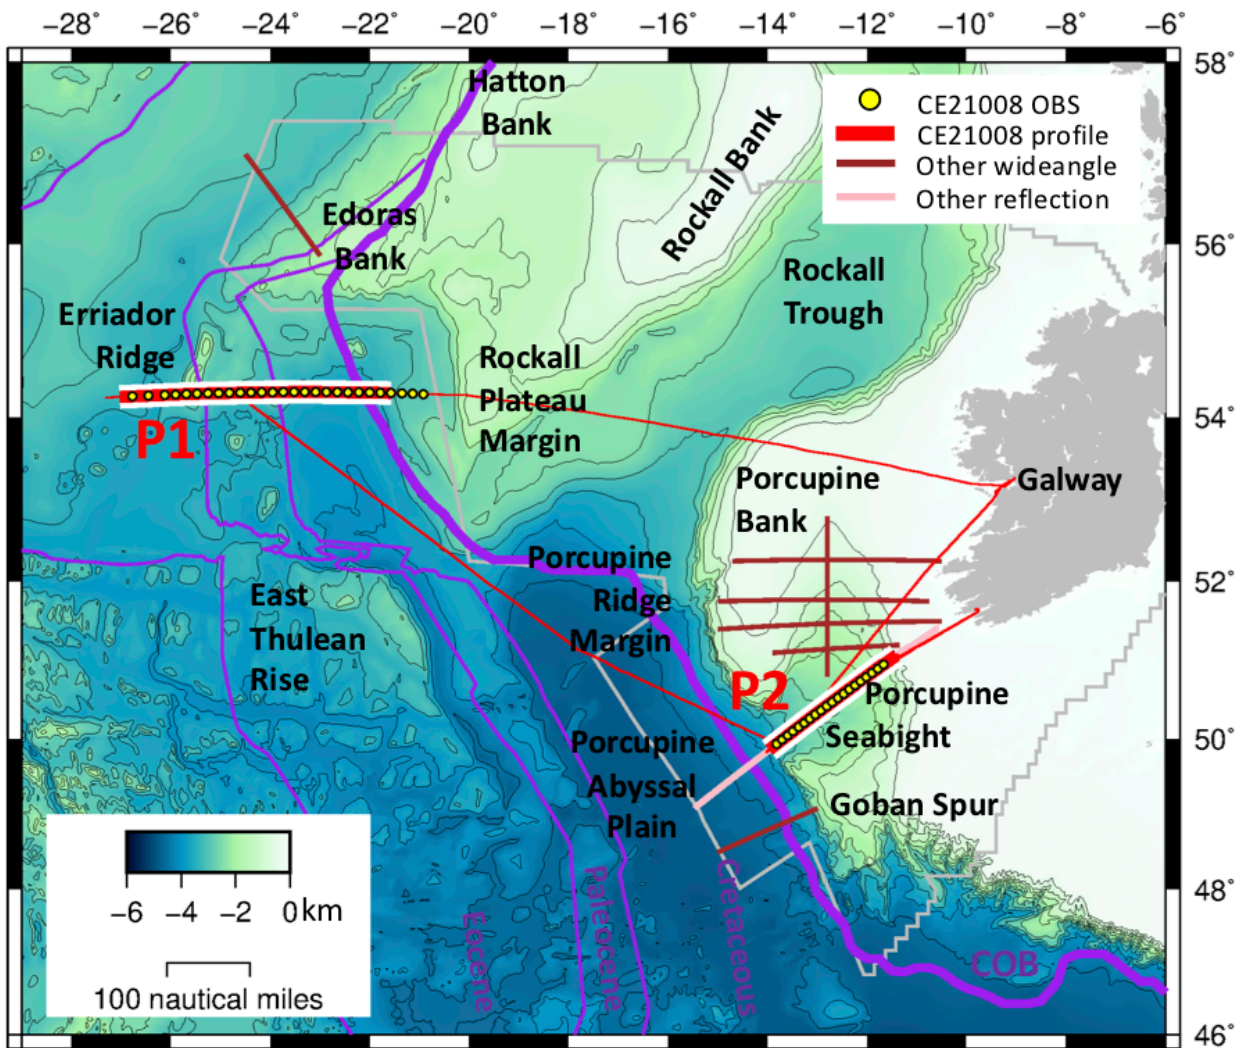 −28° −26° −24° −22° −20° −18° −16° −14° −12° −10° −8° −6°
58°
56°
54°
52°
50°
48°
46°
CE21008 OBS
CE21008 profile
Other wideangle
Other reflection
Hatton
Bank
Rockall Bank
Edoras
Bank
Rockall
Trough
Erriador
Ridge
Rockall
Plateau
Margin
P1
Porcupine
Bank
Galway
Porcupine
Ridge
Margin
East
Thulean
Rise
P2
Porcupine
Seabight
Porcupine
Abyssal
Plain
Goban Spur
Eocene
Paleocene
Cretaceous
COB
−6 −4 −2 0 km
100 nautical miles